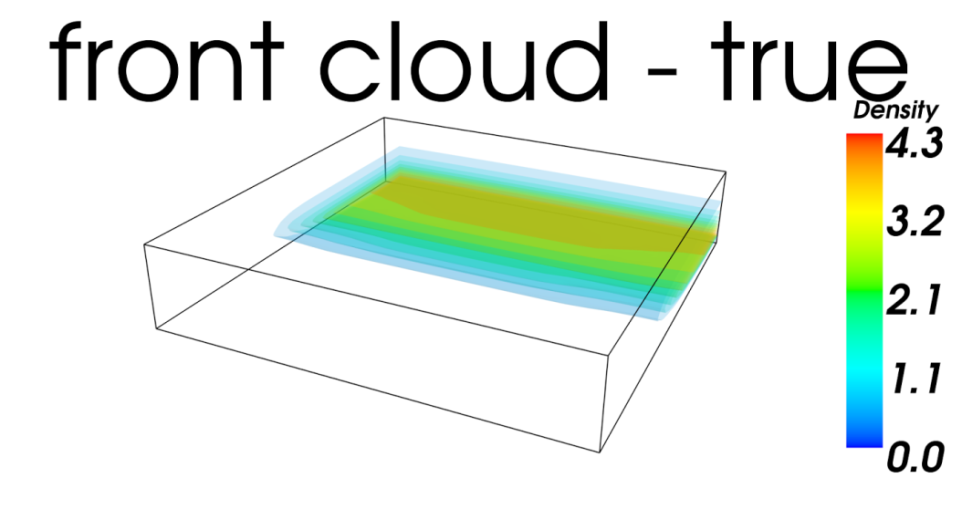 front cloud - true
Density
4.3
3.2
2.1
1.1
0.0